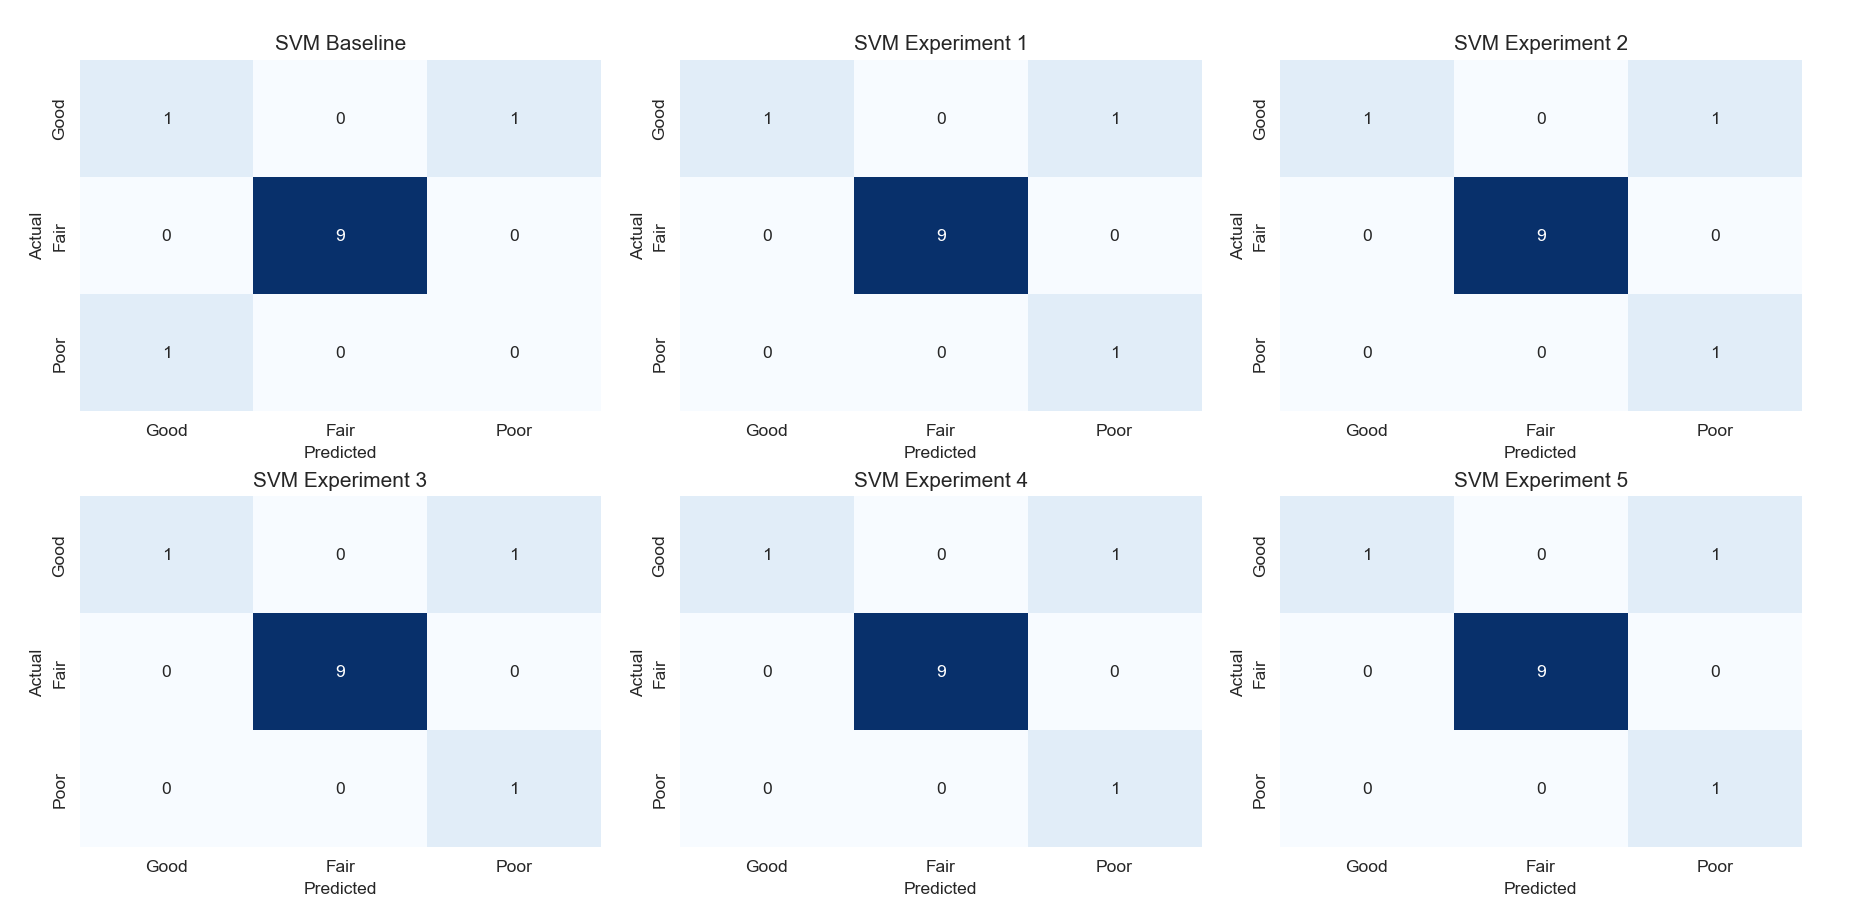 SVM Baseline
Good 1 0 1
Actual
Fair 0 9 0
Poor 1 0 0
Good Fair Poor
Predicted
SVM Experiment 1
Good 1 0 1
Actual
Fair 0 9 0
Poor 0 0 1
Good Fair Poor
Predicted
SVM Experiment 2
Good 1 0 1
Actual
Fair 0 9 0
Poor 0 0 1
Good Fair Poor
Predicted
SVM Experiment 3
Good 1 0 1
Actual
Fair 0 9 0
Poor 0 0 1
Good Fair Poor
Predicted
SVM Experiment 4
Good 1 0 1
Actual
Fair 0 9 0
Poor 0 0 1
Good Fair Poor
Predicted
SVM Experiment 5
Good 1 0 1
Actual
Fair 0 9 0
Poor 0 0 1
Good Fair Poor
Predicted